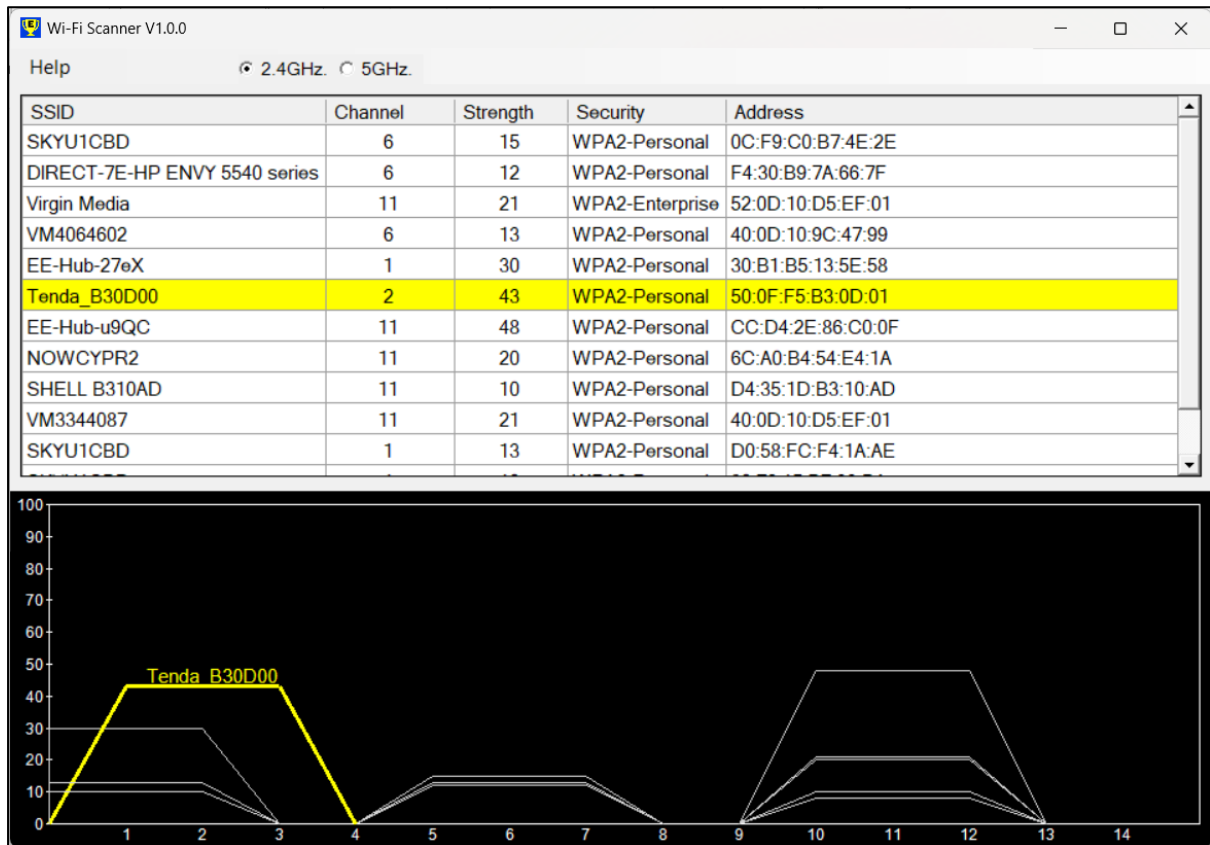 Wi-Fi Scanner V1.0.0
Help 2.4GHz. 5GHz.
SSID Channel Strength Security Address
SKYU1CBD 6 15 WPA2-Personal 0C:F9:C0:B7:4E:2E
DIRECT-7E-HP ENVY 5540 series 6 12 WPA2-Personal F4:30:B9:7A:66:7F
Virgin Media 11 21 WPA2-Enterprise 52:0D:10:D5:EF:01
VM4064602 6 13 WPA2-Personal 40:0D:10:9C:47:99
EE-Hub-27eX 1 30 WPA2-Personal 30:B1:B5:13:5E:58
Tenda_B30D00 2 43 WPA2-Personal 50:0F:F5:B3:0D:01
EE-Hub-u9QC 11 48 WPA2-Personal CC:D4:2E:86:C0:0F
NOWCYPR2 11 20 WPA2-Personal 6C:A0:B4:54:E4:1A
SHELL B310AD 11 10 WPA2-Personal D4:35:1D:B3:10:AD
VM3344087 11 21 WPA2-Personal 40:0D:10:D5:EF:01
SKYU1CBD 1 13 WPA2-Personal D0:58:FC:F4:1A:AE
100
90
80
70
60
50
Tenda_B30D00
40
30
20
10
0
1 2 3 4 5 6 7 8 9 10 11 12 13 14